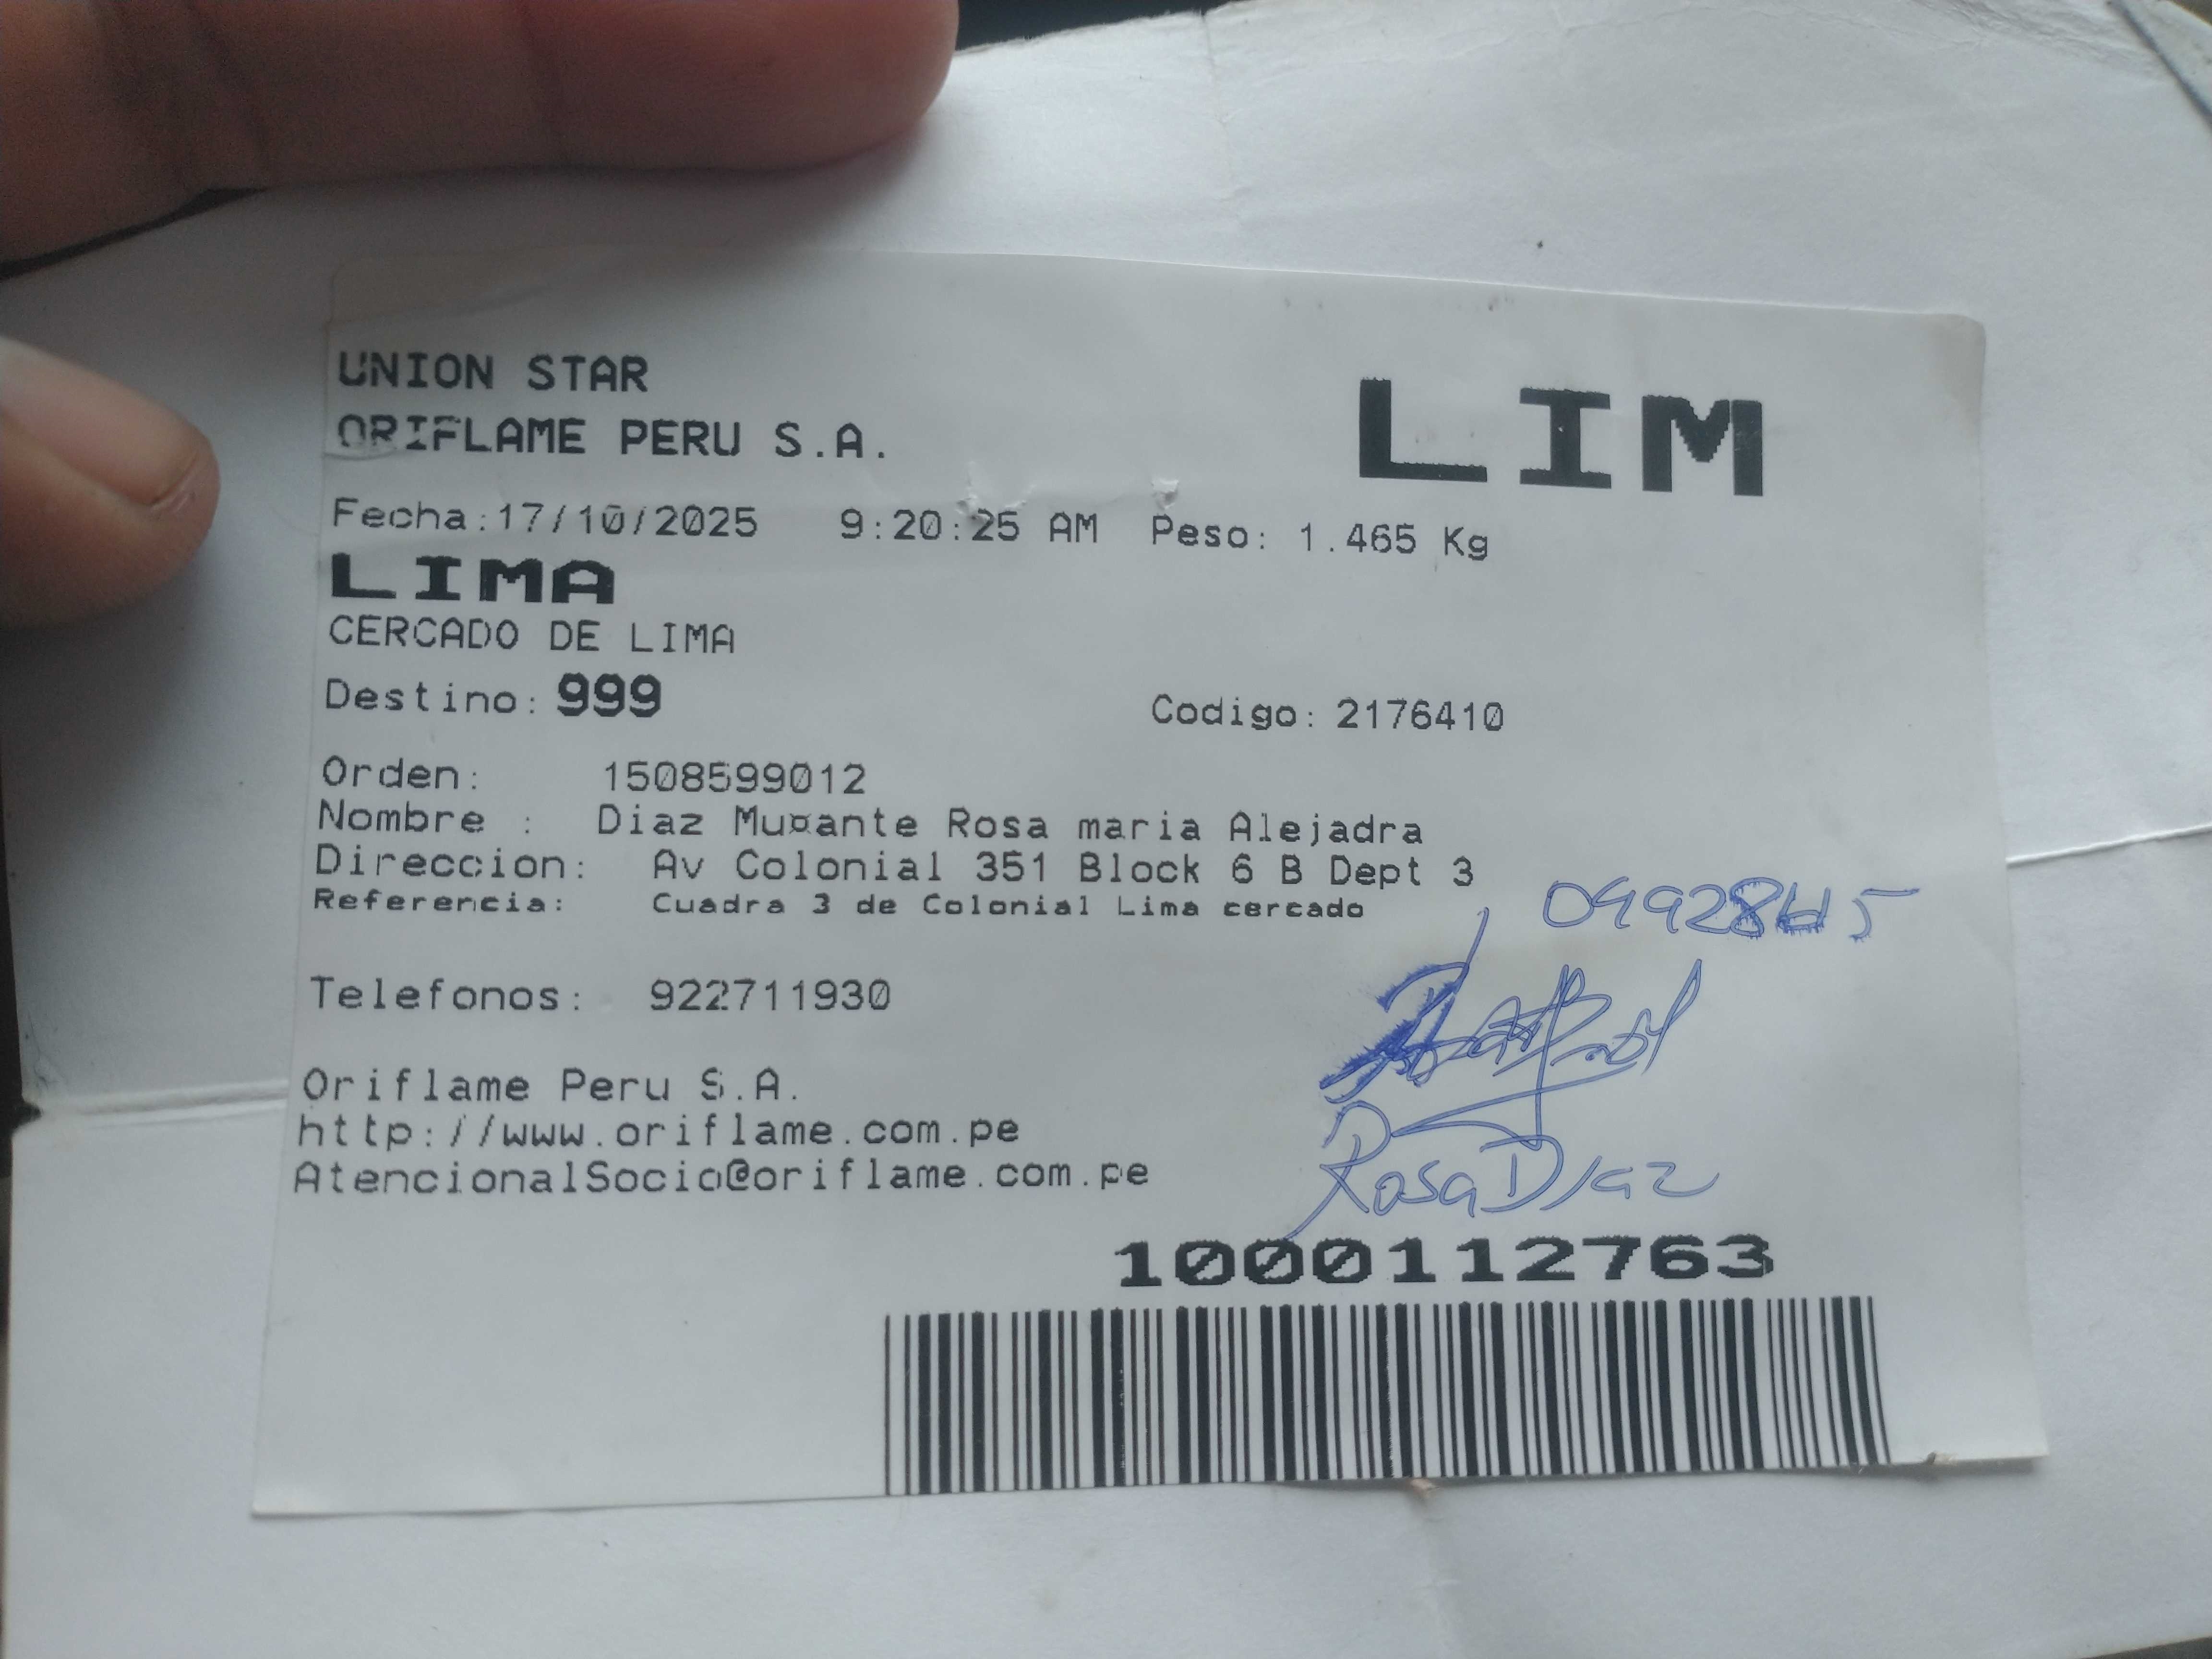 UNION STAR
ORIFLAME PERU S.A.
LIM
Fecha:17/10/2025 9:20:25 AM Peso: 1.465 Kg
LIMA
CERCADO DE LIMA
Destino: 999 Codigo: 2176410
Orden: 1508599012
Nombre : Diaz Mu¤ante Rosa maria Alejadra
Direccion: Av Colonial 351 Block 6 B Dept 3
Referencia: Cuadra 3 de Colonial Lima cercado
Telefonos: 922711930
Oriflame Peru S.A.
http://www.oriflame.com.pe
AtencionalSocio@oriflame.com.pe
Rosa Diaz
1000112763